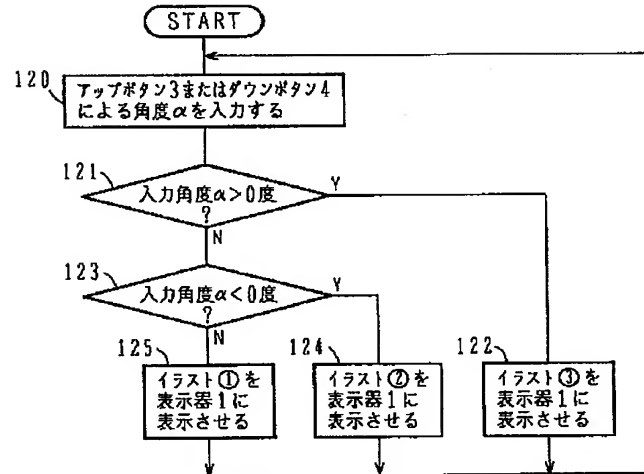 START
120
アップボタン3またはダウンボタン4
による角度αを入力する
121
入力角度α>0度
?
Y
N
123
入力角度α<0度
?
Y
N
125
イラスト①を
表示器1に
表示させる
124
イラスト②を
表示器1に
表示させる
122
イラスト③を
表示器1に
表示させる